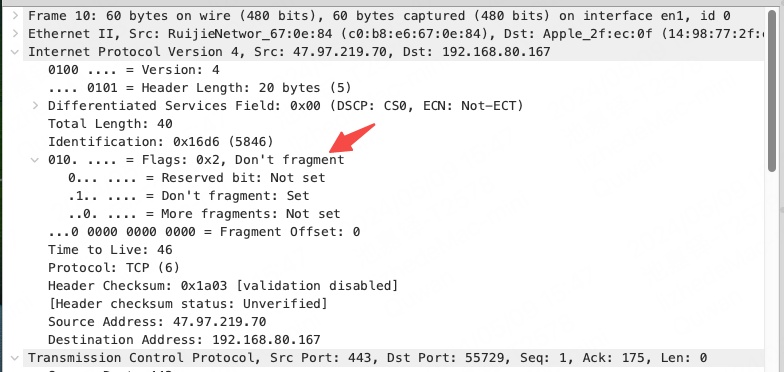 Frame 10: 60 bytes on wire (480 bits), 60 bytes captured (480 bits) on interface en1, id 0
Ethernet II, Src: RuijieNetwor_67:0e:84 (c0:b8:e6:67:0e:84), Dst: Apple_2f:ec:0f (14:98:77:2f:
Internet Protocol Version 4, Src: 47.97.219.70, Dst: 192.168.80.167
0100 .... = Version: 4
.... 0101 = Header Length: 20 bytes (5)
Differentiated Services Field: 0x00 (DSCP: CS0, ECN: Not-ECT)
Total Length: 40
Identification: 0x16d6 (5846)
010. .... = Flags: 0x2, Don't fragment
0... .... = Reserved bit: Not set
.1.. .... = Don't fragment: Set
..0. .... = More fragments: Not set
...0 0000 0000 0000 = Fragment Offset: 0
Time to Live: 46
Protocol: TCP (6)
Header Checksum: 0x1a03 [validation disabled]
[Header checksum status: Unverified]
Source Address: 47.97.219.70
Destination Address: 192.168.80.167
Transmission Control Protocol, Src Port: 443, Dst Port: 55729, Seq: 1, Ack: 175, Len: 0